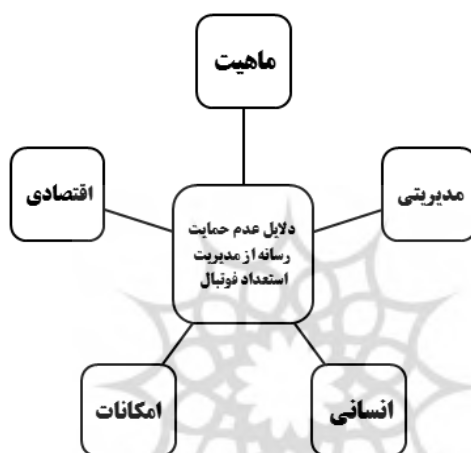 ماهیت
مدیریتی
اقتصادی
دلایل عدم حمایت
رسانه از مدیریت
استعداد فوتبال
انسانی
امکانات